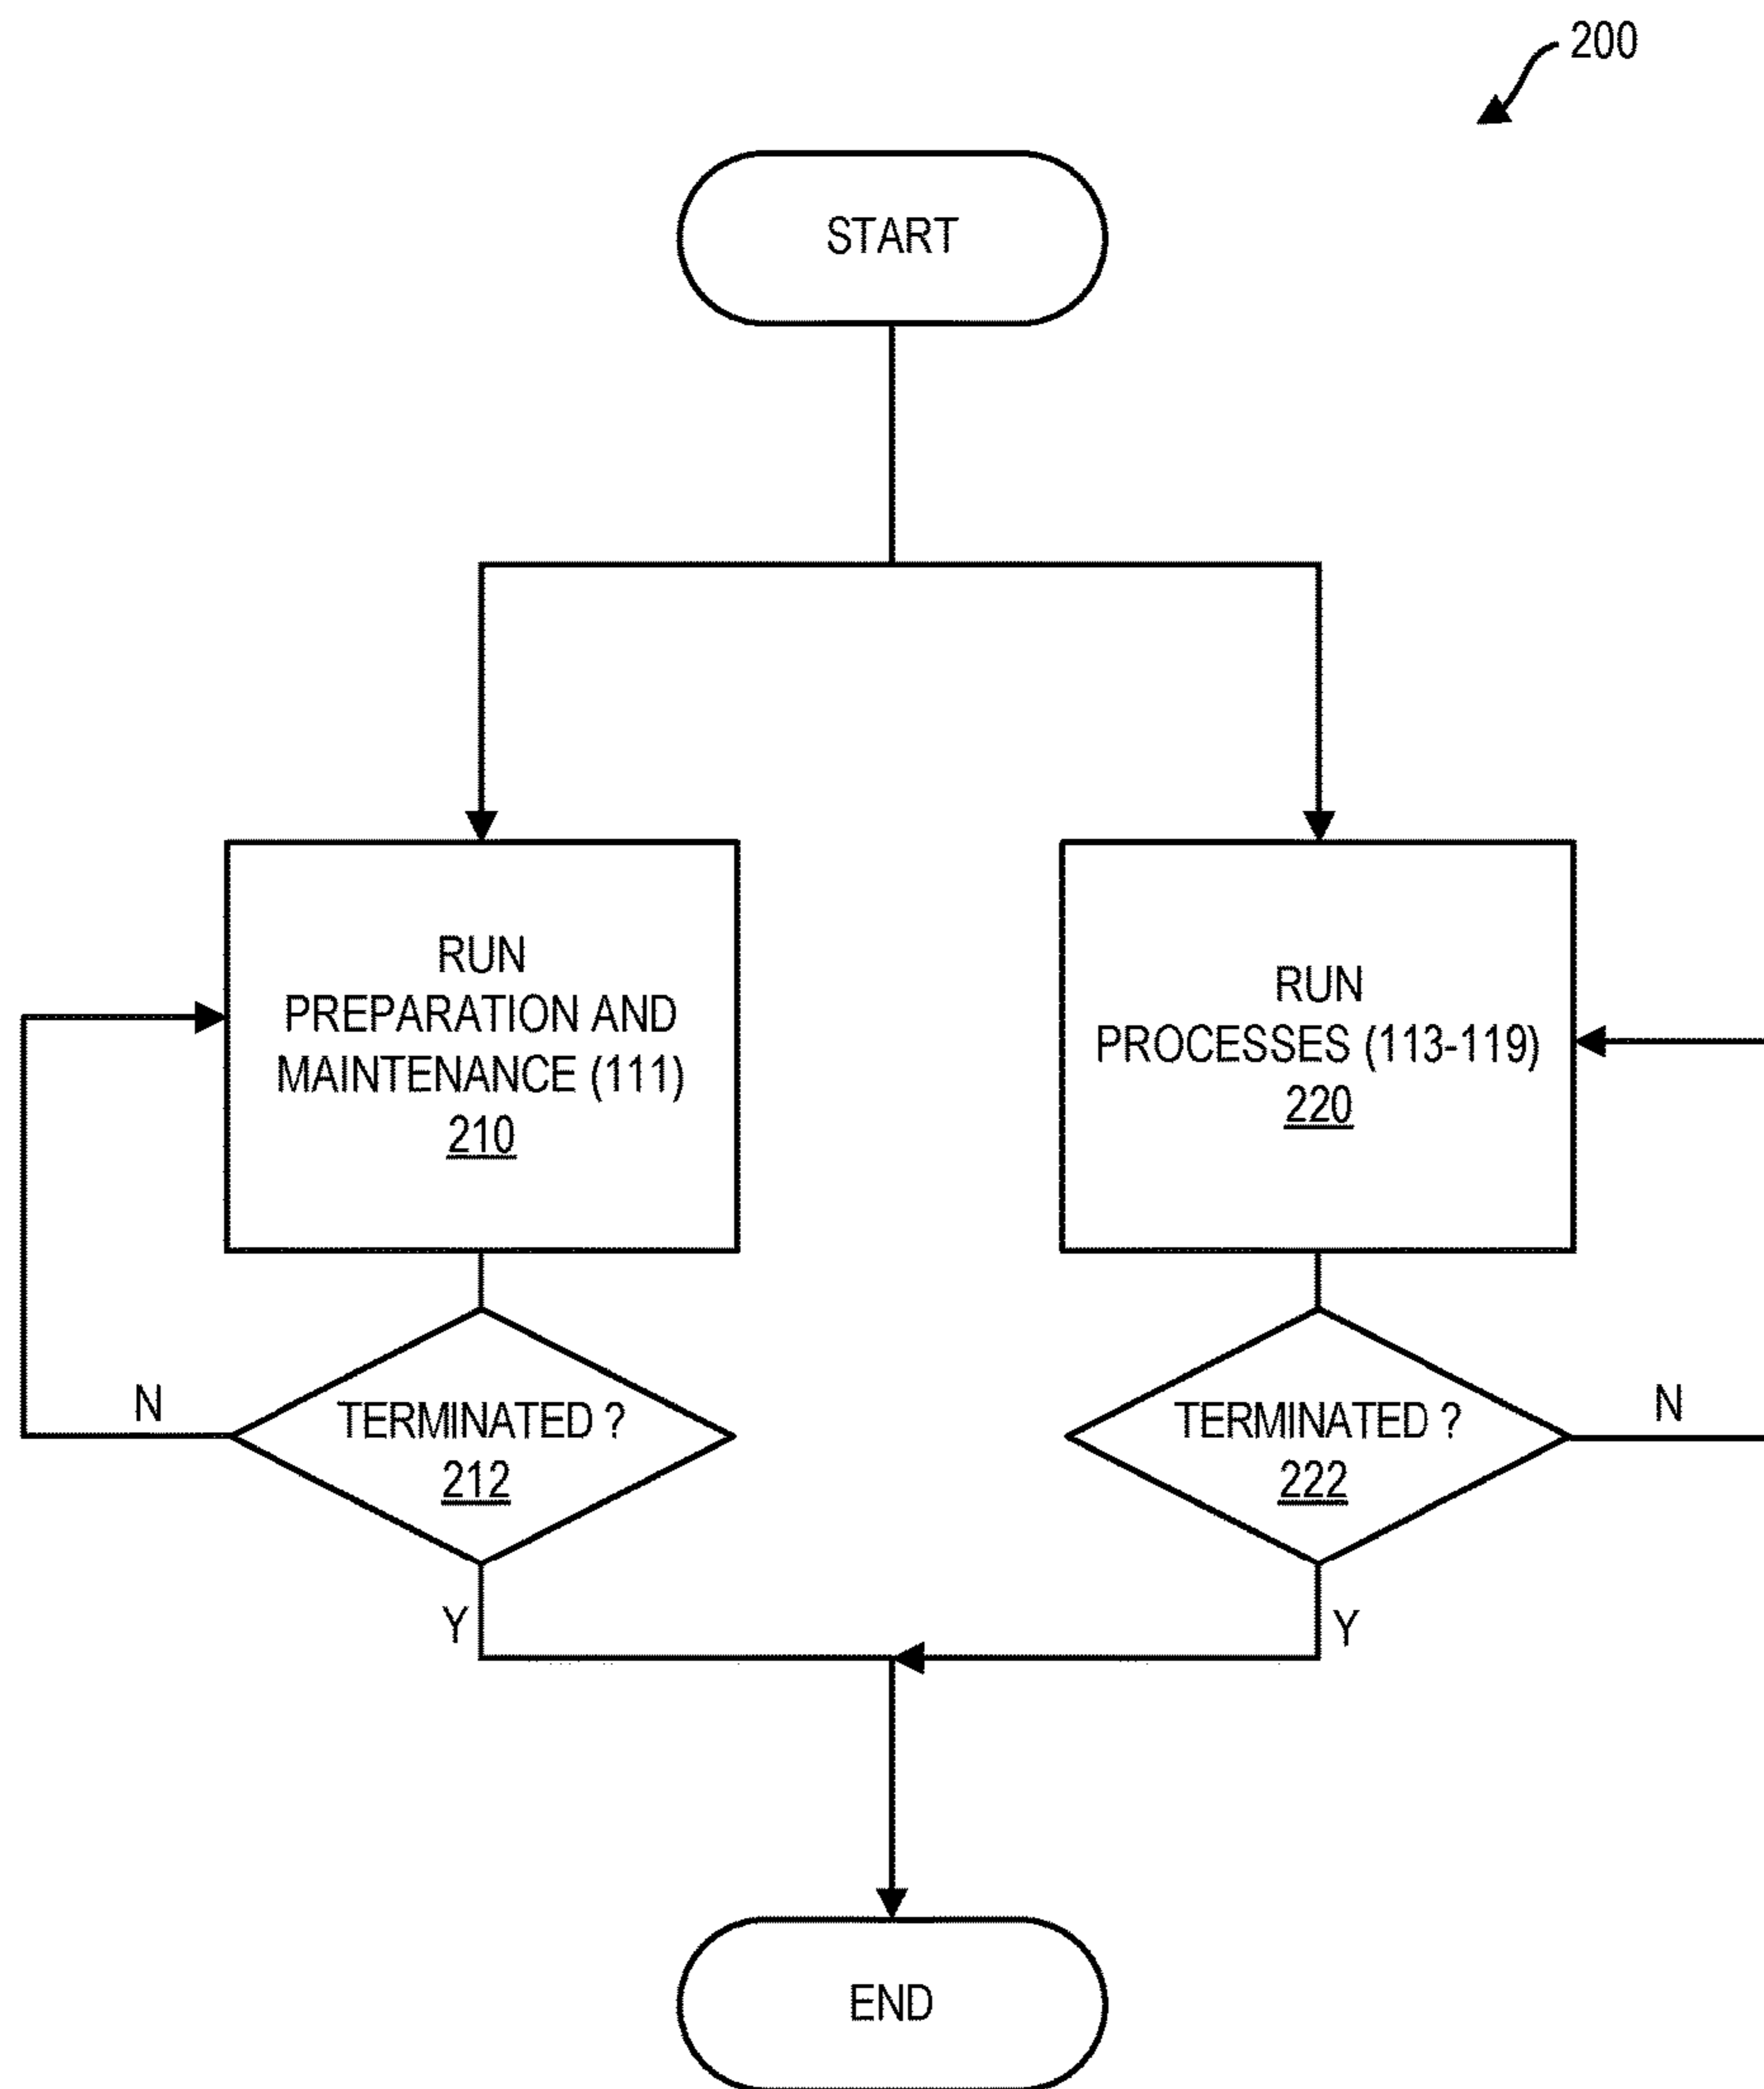 200
START
RUN
PREPARATION AND
MAINTENANCE (111)
210
RUN
PROCESSES (113-119)
220
N
TERMINATED ?
212
TERMINATED ?
222
N
Y
Y
END